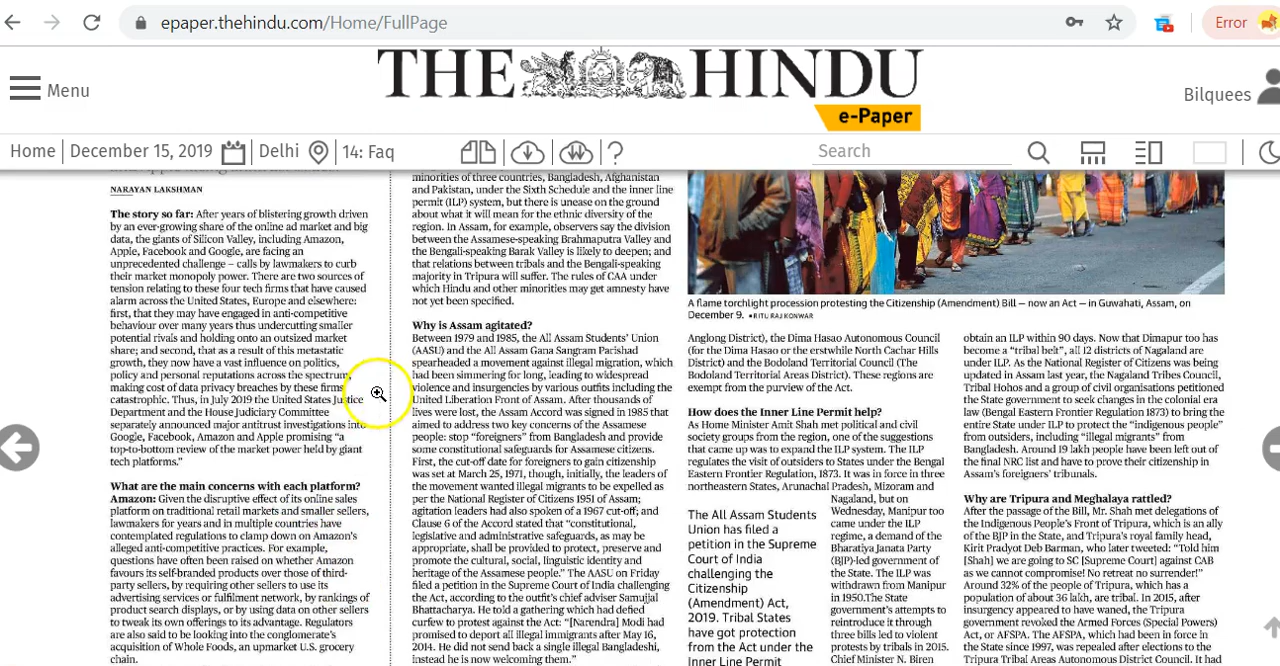 epaper.thehindu.com/Home/FullPage
Error
Menu
THE HINDU
e-Paper
Bilquees
Home
December 15, 2019
Delhi
14: Faq
?
Search
NARAYAN LAKSHMAN
The story so far: After years of blistering growth driven
by an ever-growing share of the online ad market and big
data, the giants of Silicon Valley, including Amazon,
Apple, Facebook and Google, are facing an
unprecedented challenge – calls by lawmakers to curb
their market monopoly power. There are two sources of
tension relating to these four tech firms that have caused
alarm across the United States, Europe and elsewhere:
first, that they may have engaged in anti-competitive
behaviour over many years thus undercutting smaller
potential rivals and holding onto an outsized market
share; and second, that as a result of this metastatic
growth, they now have a vast influence on politics,
policy and personal reputations across the spectrum,
making cost of data privacy breaches by these firms
catastrophic. Thus, in July 2019 the United States Justice
Department and the House Judiciary Committee
separately announced major antitrust investigations into
Google, Facebook, Amazon and Apple promising “a
top-to-bottom review of the market power held by giant
tech platforms.”
What are the main concerns with each platform?
Amazon: Given the disruptive effect of its online sales
platform on traditional retail markets and smaller sellers,
lawmakers for years and in multiple countries have
contemplated regulations to clamp down on Amazon’s
alleged anti-competitive practices. For example,
questions have often been raised on whether Amazon
favours its self-branded products over those of third-
party sellers, by requiring other sellers to use its
advertising services or fulfilment network, by rankings of
product search displays, or by using data on other sellers
to tweak its own offerings to its advantage. Regulators
are also said to be looking into the conglomerate’s
acquisition of Whole Foods, an upmarket U.S. grocery
chain.
minorities of three countries, Bangladesh, Afghanistan
and Pakistan, under the Sixth Schedule and the inner line
permit (ILP) system, but there is unease on the ground
about what it will mean for the ethnic diversity of the
region. In Assam, for example, observers say the division
between the Assamese-speaking Brahmaputra Valley and
the Bengali-speaking Barak Valley is likely to deepen; and
that relations between tribals and the Bengali-speaking
majority in Tripura will suffer. The rules of CAA under
which Hindu and other minorities may get amnesty have
not yet been specified.
Why is Assam agitated?
Between 1979 and 1985, the All Assam Students’ Union
(AASU) and the All Assam Gana Sangram Parishad
spearheaded a movement against illegal migration, which
had been simmering for long, leading to widespread
violence and insurgencies by various outfits including the
United Liberation Front of Assam. After thousands of
lives were lost, the Assam Accord was signed in 1985 that
aimed to address two key concerns of the Assamese
people: stop “foreigners” from Bangladesh and provide
some constitutional safeguards for Assamese citizens.
First, the cut-off date for foreigners to gain citizenship
was set at March 25, 1971, though, initially, the leaders of
the movement wanted illegal migrants to be expelled as
per the National Register of Citizens 1951 of Assam;
agitation leaders had also spoken of a 1967 cut-off; and
Clause 6 of the Accord stated that “constitutional,
legislative and administrative safeguards, as may be
appropriate, shall be provided to protect, preserve and
promote the cultural, social, linguistic identity and
heritage of the Assamese people.” The AASU on Friday
filed a petition in the Supreme Court of India challenging
the Act, according to the outfit’s chief adviser Samujjal
Bhattacharya. He told a gathering which had defied
curfew to protest against the Act: “[Narendra] Modi had
promised to deport all illegal immigrants after May 16,
2014. He did not send back a single illegal Bangladeshi,
instead he is now welcoming them.”
A flame torchlight procession protesting the Citizenship (Amendment) Bill — now an Act — in Guwahati, Assam, on
December 9. •RITU RAJ KONWAR
Anglong District), the Dima Hasao Autonomous Council
(for the Dima Hasao or the erstwhile North Cachar Hills
District) and the Bodoland Territorial Council (The
Bodoland Territorial Areas District). These regions are
exempt from the purview of the Act.
How does the Inner Line Permit help?
As Home Minister Amit Shah met political and civil
society groups from the region, one of the suggestions
that came up was to expand the ILP system. The ILP
regulates the visit of outsiders to States under the Bengal
Eastern Frontier Regulation, 1873. It was in force in three
northeastern States, Arunachal Pradesh, Mizoram and
Nagaland, but on
Wednesday, Manipur too
came under the ILP
regime, a demand of the
Bharatiya Janata Party
(BJP)-led government of
the State. The ILP was
withdrawn from Manipur
in 1950.The State
government’s attempts to
reintroduce it through
three bills led to violent
protests by tribals in 2015.
Chief Minister N. Biren
The All Assam Students
Union has filed a
petition in the Supreme
Court of India
challenging the
Citizenship
(Amendment) Act,
2019. Tribal States
have got protection
from the Act under the
Inner Line Permit
obtain an ILP within 90 days. Now that Dimapur too has
become a “tribal belt”, all 12 districts of Nagaland are
under ILP. As the National Register of Citizens was being
updated in Assam last year, the Nagaland Tribes Council,
Tribal Hohos and a group of civil organisations petitioned
the State government to seek changes in the colonial era
law (Bengal Eastern Frontier Regulation 1873) to bring the
entire State under ILP to protect the “indigenous people”
from outsiders, including “illegal migrants” from
Bangladesh. Around 19 lakh people have been left out of
the final NRC list and have to prove their citizenship in
Assam’s foreigners’ tribunals.
Why are Tripura and Meghalaya rattled?
After the passage of the Bill, Mr. Shah met delegations of
the Indigenous People’s Front of Tripura, which is an ally
of the BJP in the State, and Tripura’s royal family head,
Kirit Pradyot Deb Barman, who later tweeted: “Told him
[Shah] we are going to SC [Supreme Court] against CAB
as we cannot compromise! No retreat no surrender!”
Around 32% of the people of Tripura, which has a
population of about 36 lakh, are tribal. In 2015, after
insurgency appeared to have waned, the Tripura
government revoked the Armed Forces (Special Powers)
Act, or AFSPA. The AFSPA, which had been in force in
the State since 1997, was repealed after elections to the
Tripura Tribal Areas Autonomous District Council. It had